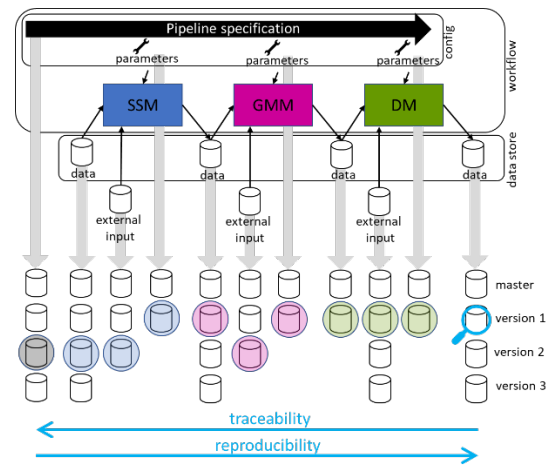 Pipeline specification
config
workflow
parameters
parameters
parameters
SSM
GMM
DM
data
data
data
data
data store
external
input
external
input
external
input
master
version 1
version 2
version 3
traceability
reproducibility